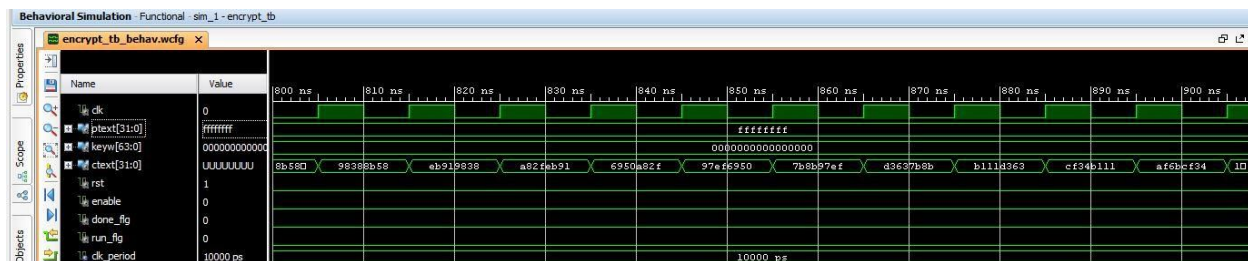 Behavioral Simulation - Functional - sim_1 - encrypt_tb
encrypt_tb_behav.wcfg
Properties
Scope
Objects
Name Value
800 ns 810 ns 820 ns 830 ns 840 ns 850 ns 860 ns 870 ns 880 ns 890 ns 900 ns
clk 0
ptext[31:0] ffffffff ffffffff
keyw[63:0] 000000000000 0000000000000000
ctext[31:0] UUUUUUUU 8b58 98388b58 eb919838 a82feb91 6950a82f 97ef6950 7b8b97ef d3637b8b b111d363 cf34b111 af6bcf34 1
rst 1
enable 0
done_flg 0
run_flg 0
clk_period 10000 ps 10000 ps